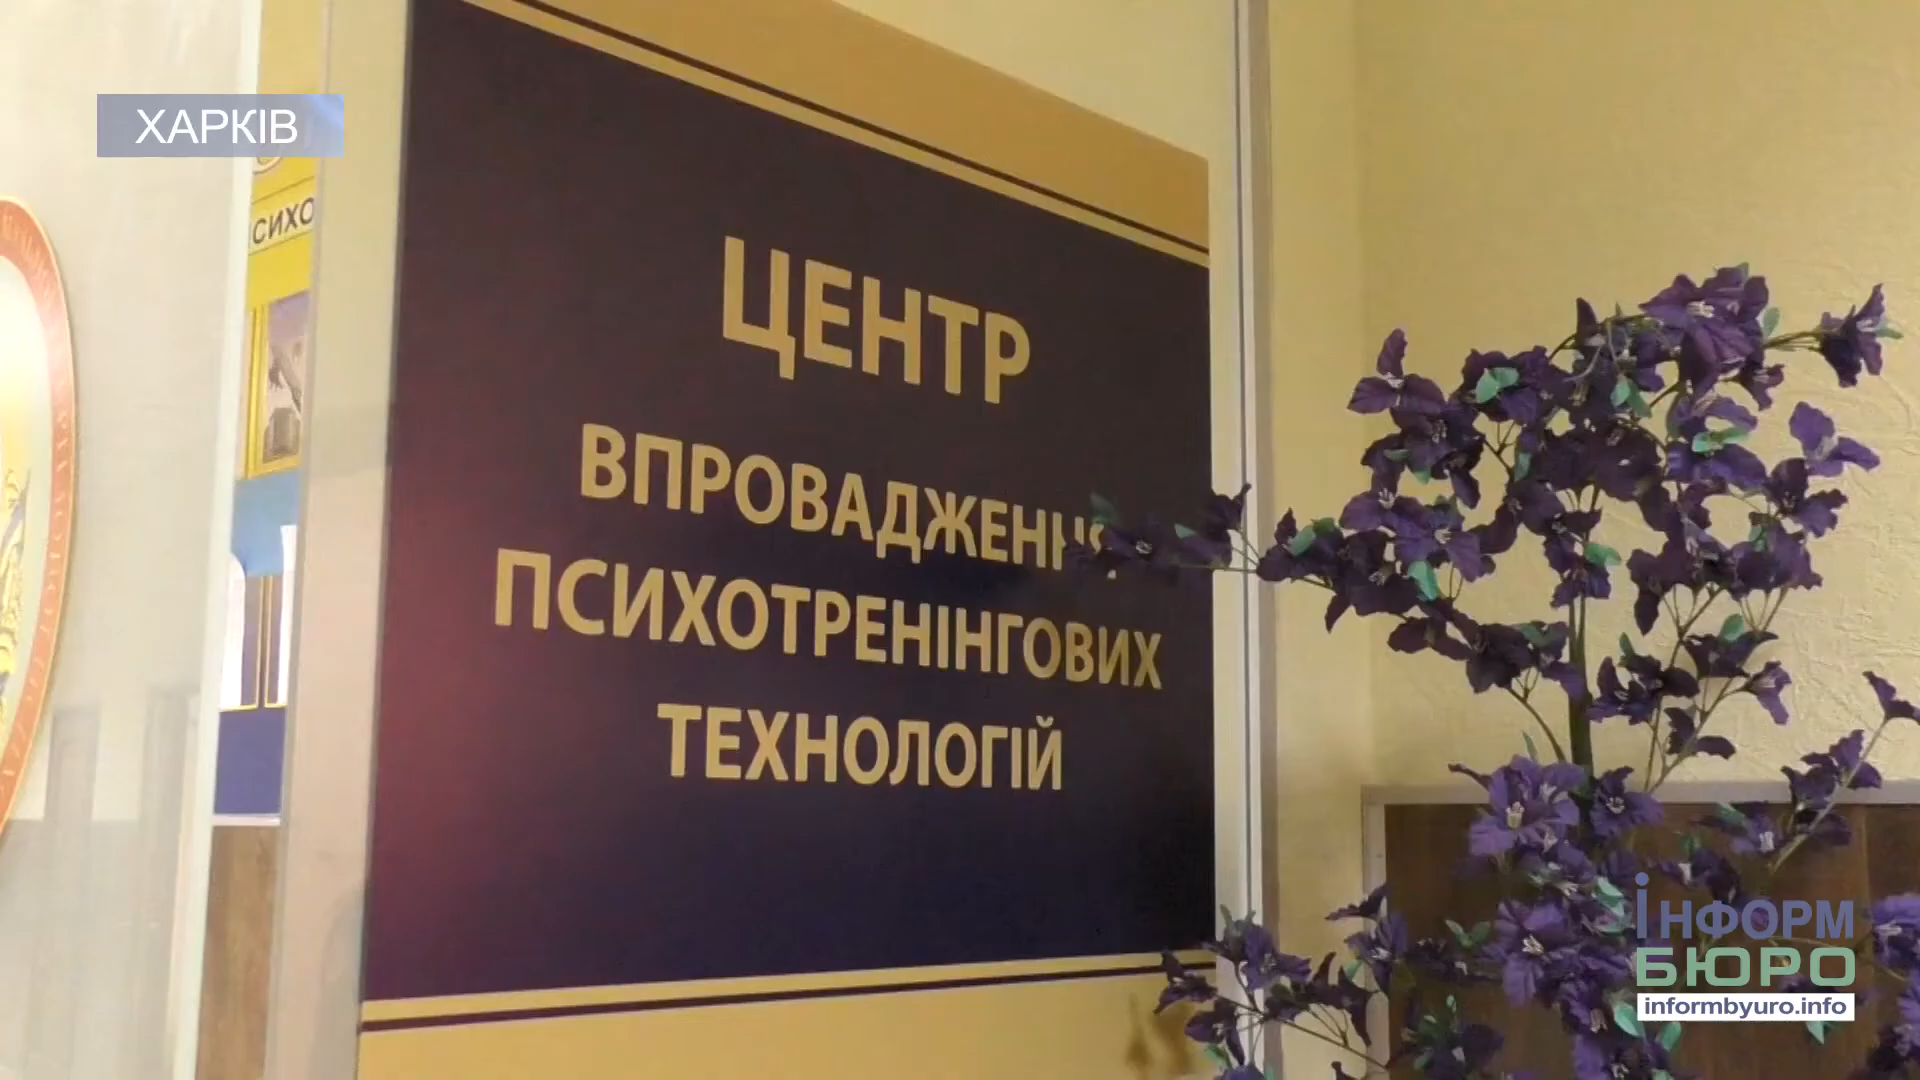 ХАРКІВ
СИХО
ЦЕНТР
ВПРОВАДЖЕННЯ
ПСИХОТРЕНІНГОВИХ
ТЕХНОЛОГІЙ
ІНФОРМ
БЮРО
informbyuro.info